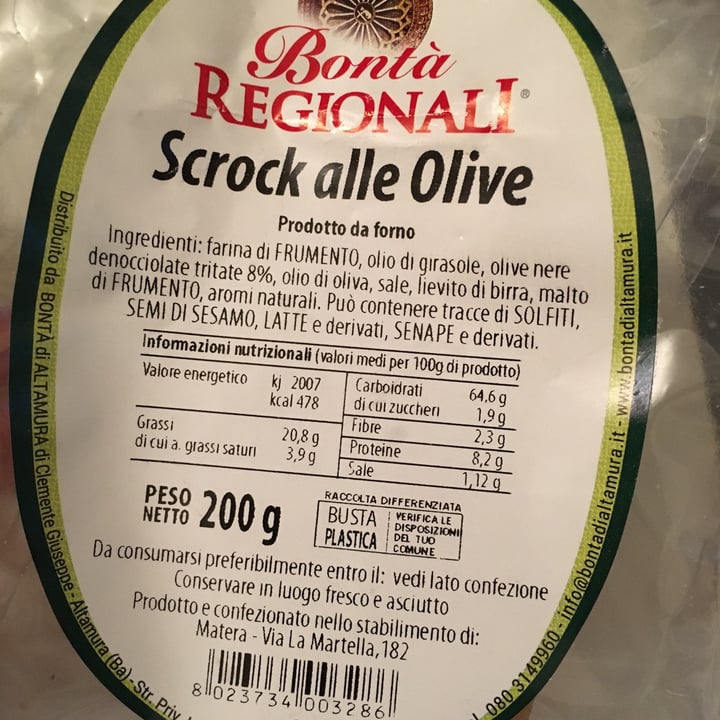 Bontà
REGIONALI®
Scrock alle Olive
Prodotto da forno
Ingredienti: farina di FRUMENTO, olio di girasole, olive nere
denocciolate tritate 8%, olio di oliva, sale, lievito di birra, malto
di FRUMENTO, aromi naturali. Può contenere tracce di SOLFITI,
SEMI DI SESAMO, LATTE e derivati, SENAPE e derivati.
Informazioni nutrizionali (valori medi per 100g di prodotto)
Valore energetico kj 2007
kcal 478
Grassi 20,8 g
di cui a. grassi saturi 3,9 g
Carboidrati 64,6 g
di cui zuccheri 1,9 g
Fibre 2,3 g
Proteine 8,2 g
Sale 1,12 g
PESO
NETTO 200 g
RACCOLTA DIFFERENZIATA
BUSTA
PLASTICA
VERIFICA LE
DISPOSIZIONI
DEL TUO
COMUNE
Da consumarsi preferibilmente entro il: vedi lato confezione
Conservare in luogo fresco e asciutto
Prodotto e confezionato nello stabilimento di:
Matera - Via La Martella,182
8 023734 003286
Distribuito da BONTÀ di ALTAMURA di Clemente Giuseppe - Altamura (Ba) - Str. Priv.
080 3149960 - info@bontadialtamura.it - www.bontadialtamura.it